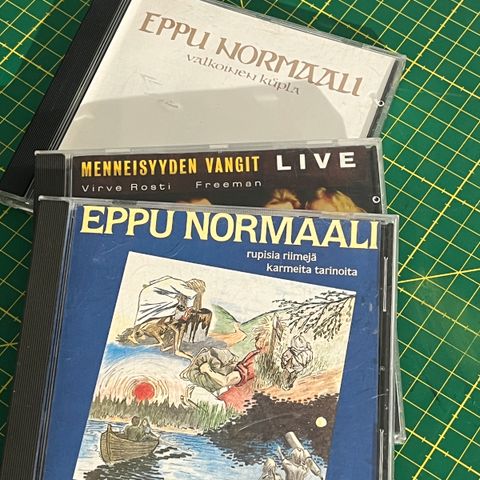 EPPU NORMAALI
VALKOINEN KUPLA
MENNEISYYDEN VANGIT LIVE
Virve Rosti Freeman
EPPU NORMAALI
rupisia riimejä
karmeita tarinoita